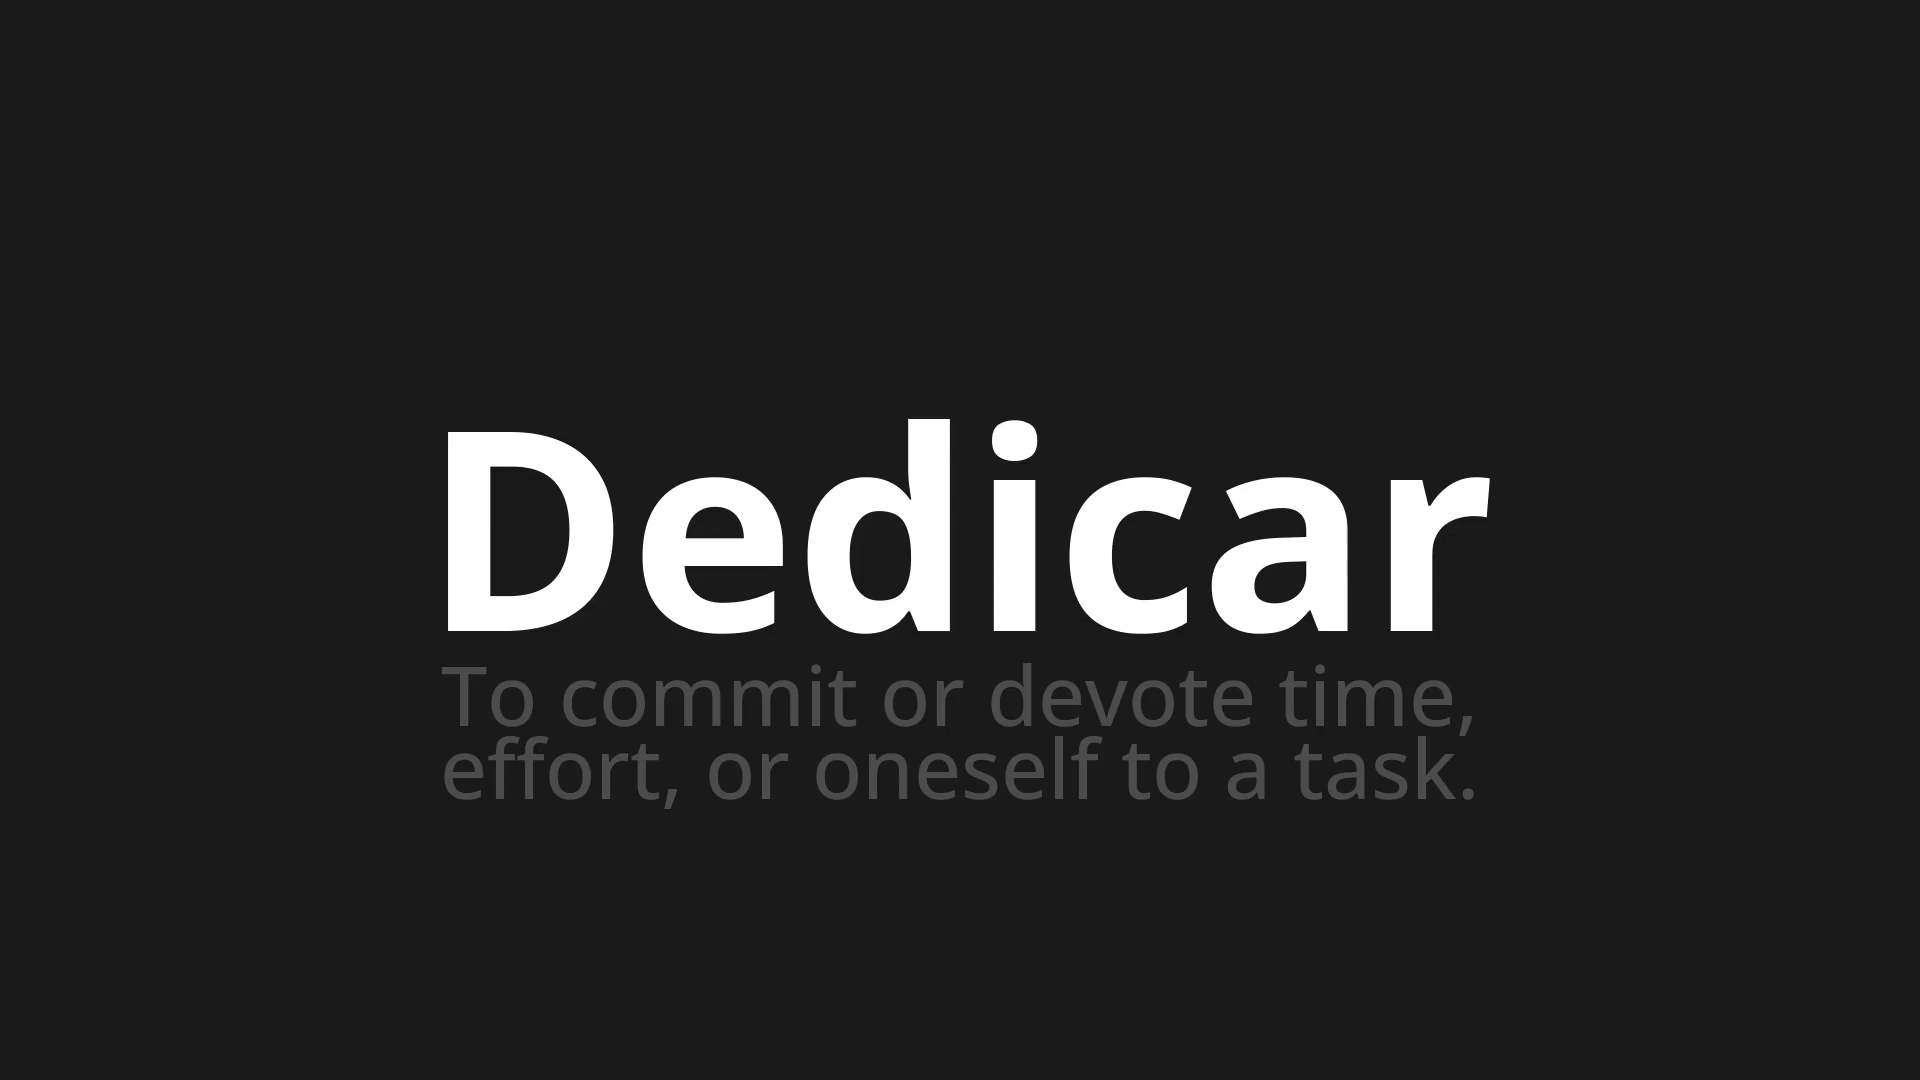 Dedicar
To commit or devote time,
effort, or oneself to a task.